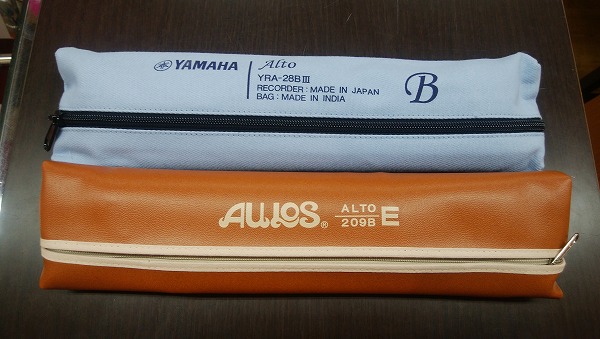 YAMAHA
Alto
YRA-28BⅢ
RECORDER: MADE IN JAPAN
BAG: MADE IN INDIA
B
AULOS®
ALTO
209B
E